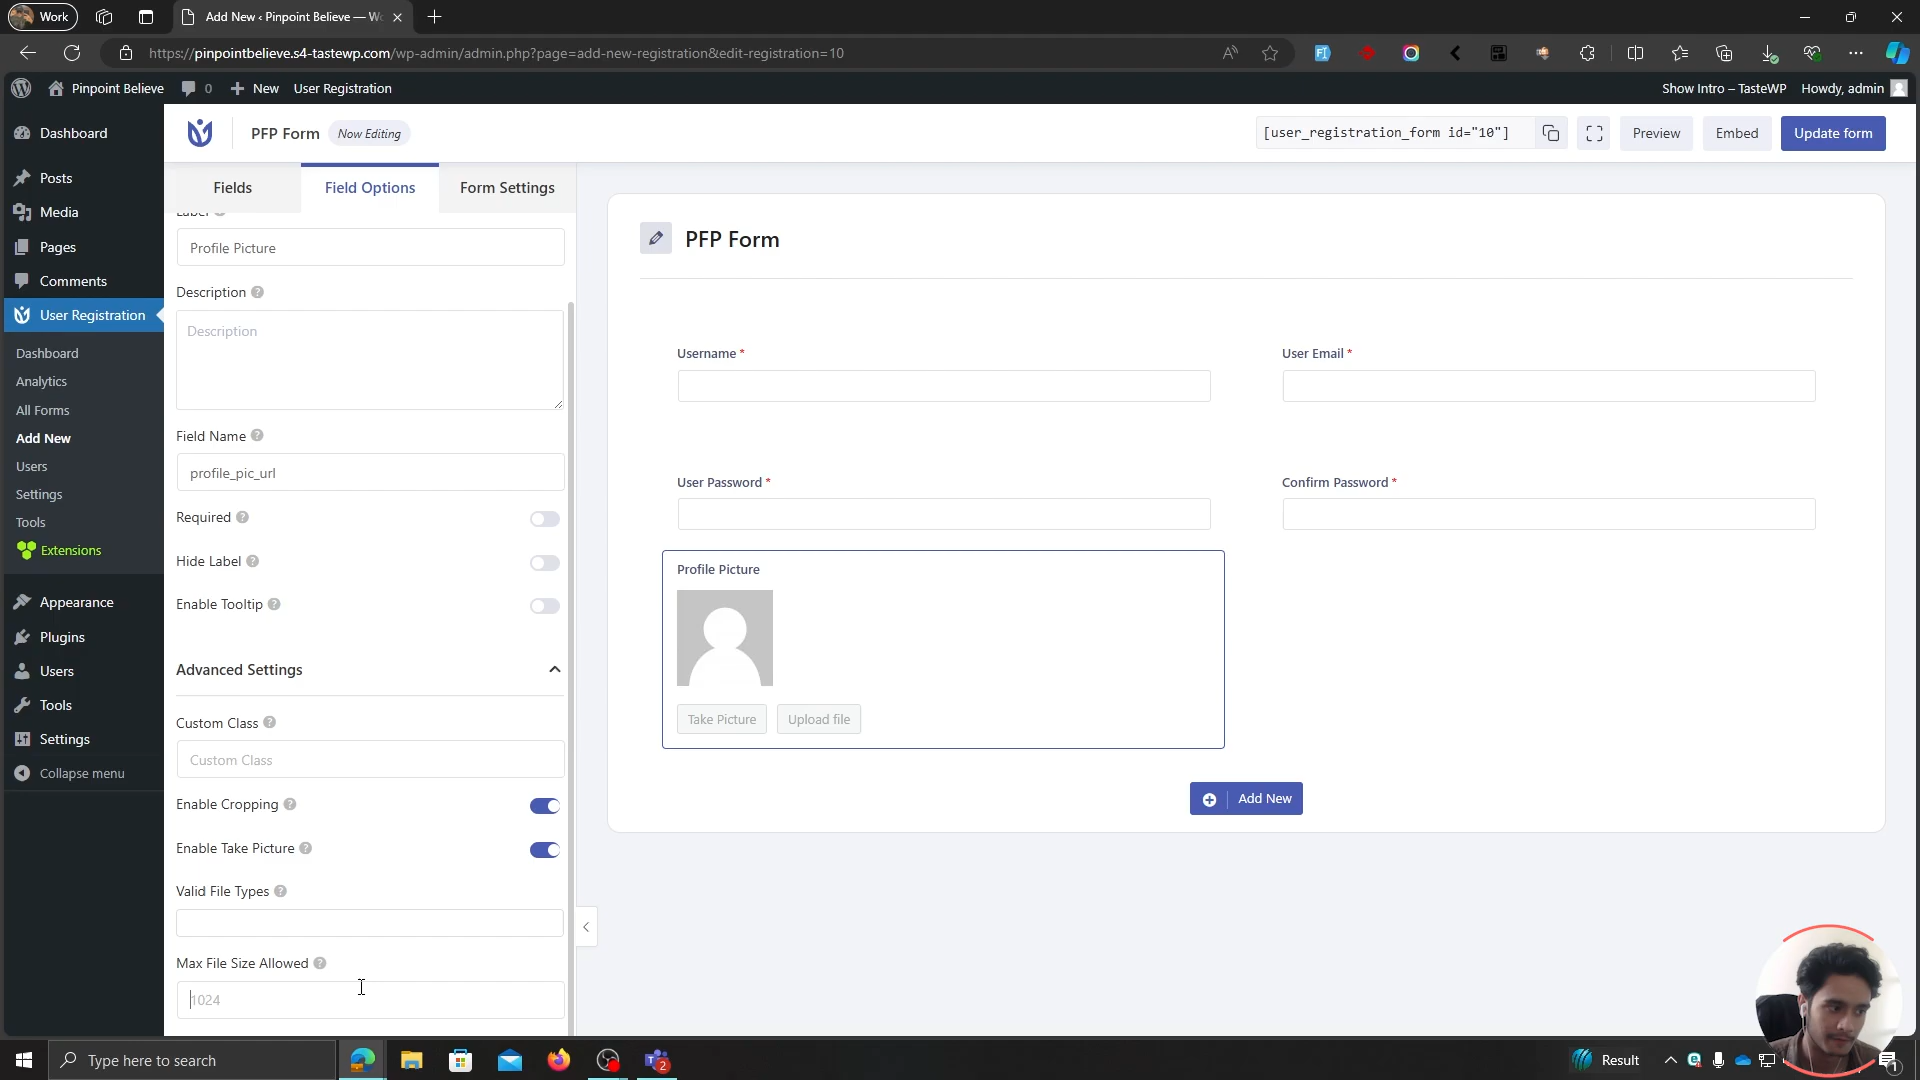 Work
Add New ‹ Pinpoint Believe — W
https://pinpointbelieve.s4-tastewp.com/wp-admin/admin.php?page=add-new-registration&edit-registration=10
Pinpoint Believe
0
New
User Registration
Show Intro – TasteWP
Howdy, admin
Dashboard
Posts
Media
Pages
Comments
User Registration
Dashboard
Analytics
All Forms
Add New
Users
Settings
Tools
Extensions
Appearance
Plugins
Users
Tools
Settings
Collapse menu
PFP Form
Now Editing
[user_registration_form id="10"]
Preview
Embed
Update form
Fields
Field Options
Form Settings
Label
Profile Picture
Description
Description
Field Name
profile_pic_url
Required
Hide Label
Enable Tooltip
Advanced Settings
Custom Class
Custom Class
Enable Cropping
Enable Take Picture
Valid File Types
Max File Size Allowed
1024
PFP Form
Username *
User Email *
User Password *
Confirm Password *
Profile Picture
Take Picture
Upload file
Add New
Type here to search
2
Result
1